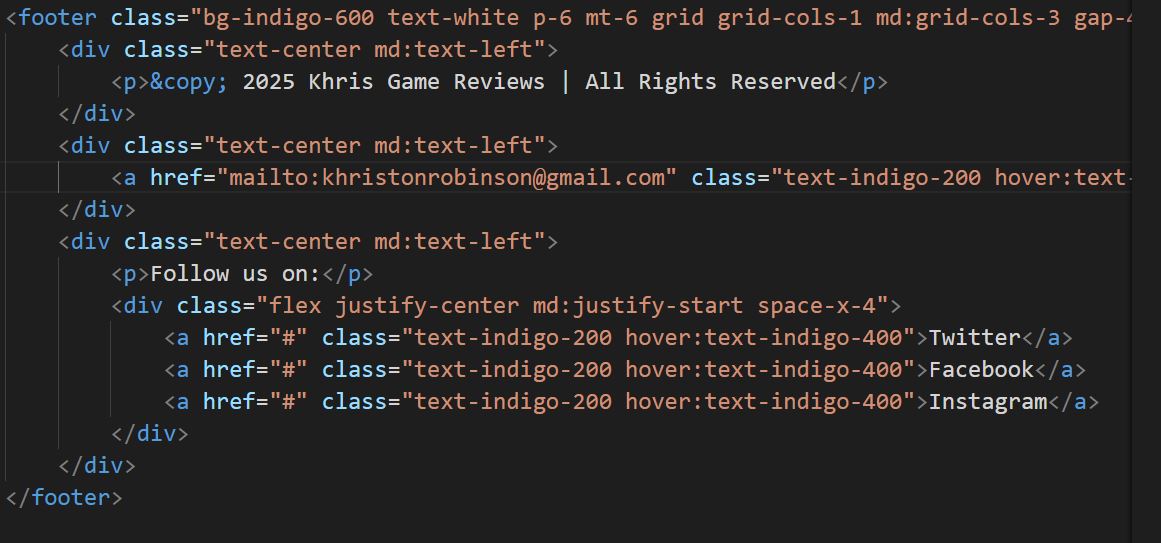 <footer class="bg-indigo-600 text-white p-6 mt-6 grid grid-cols-1 md:grid-cols-3 gap-4
<div class="text-center md:text-left">
<p>&copy; 2025 Khris Game Reviews | All Rights Reserved</p>
</div>
<div class="text-center md:text-left">
<a href="mailto:khristonrobinson@gmail.com" class="text-indigo-200 hover:text-
</div>
<div class="text-center md:text-left">
<p>Follow us on:</p>
<div class="flex justify-center md:justify-start space-x-4">
<a href="#" class="text-indigo-200 hover:text-indigo-400">Twitter</a>
<a href="#" class="text-indigo-200 hover:text-indigo-400">Facebook</a>
<a href="#" class="text-indigo-200 hover:text-indigo-400">Instagram</a>
</div>
</div>
</footer>